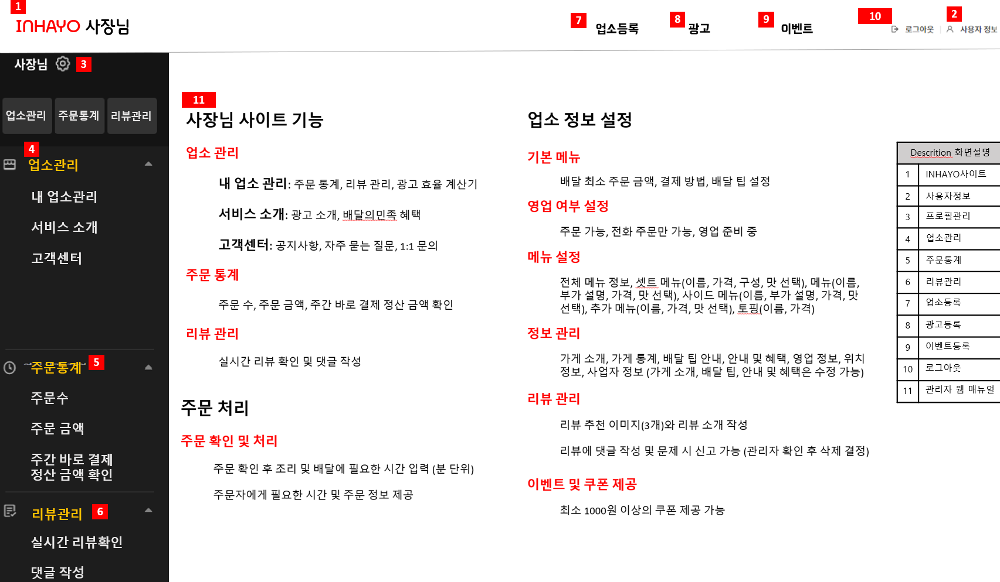 1
INHAYO 사장님
7
업소등록
8
광고
9
이벤트
10
로그아웃
2
사용자 정보
사장님
3
업소관리
주문통계
리뷰관리
4
업소관리
내 업소관리
서비스 소개
고객센터
5
주문통계
주문수
주문 금액
주간 바로 결제
정산 금액 확인
리뷰관리
6
실시간 리뷰확인
댓글 작성
11
사장님 사이트 기능
업소 관리
내 업소 관리: 주문 통계, 리뷰 관리, 광고 효율 계산기
서비스 소개: 광고 소개, 배달의민족 혜택
고객센터: 공지사항, 자주 묻는 질문, 1:1 문의
주문 통계
주문 수, 주문 금액, 주간 바로 결제 정산 금액 확인
리뷰 관리
실시간 리뷰 확인 및 댓글 작성
주문 처리
주문 확인 및 처리
주문 확인 후 조리 및 배달에 필요한 시간 입력 (분 단위)
주문자에게 필요한 시간 및 주문 정보 제공
업소 정보 설정
기본 메뉴
배달 최소 주문 금액, 결제 방법, 배달 팁 설정
영업 여부 설정
주문 가능, 전화 주문만 가능, 영업 준비 중
메뉴 설정
전체 메뉴 정보, 셋트 메뉴(이름, 가격, 구성, 맛 선택), 메뉴(이름,
부가 설명, 가격, 맛 선택), 사이드 메뉴(이름, 부가 설명, 가격, 맛
선택), 추가 메뉴(이름, 가격, 맛 선택), 토핑(이름, 가격)
정보 관리
가게 소개, 가게 통계, 배달 팁 안내, 안내 및 혜택, 영업 정보, 위치
정보, 사업자 정보 (가게 소개, 배달 팁, 안내 및 혜택은 수정 가능)
리뷰 관리
리뷰 추천 이미지(3개)와 리뷰 소개 작성
리뷰에 댓글 작성 및 문제 시 신고 가능 (관리자 확인 후 삭제 결정)
이벤트 및 쿠폰 제공
최소 1000원 이상의 쿠폰 제공 가능
Descrition 화면설명
1 INHAYO사이트
2 사용자정보
3 프로필관리
4 업소관리
5 주문통계
6 리뷰관리
7 업소등록
8 광고등록
9 이벤트등록
10 로그아웃
11 관리자 웹 매뉴얼